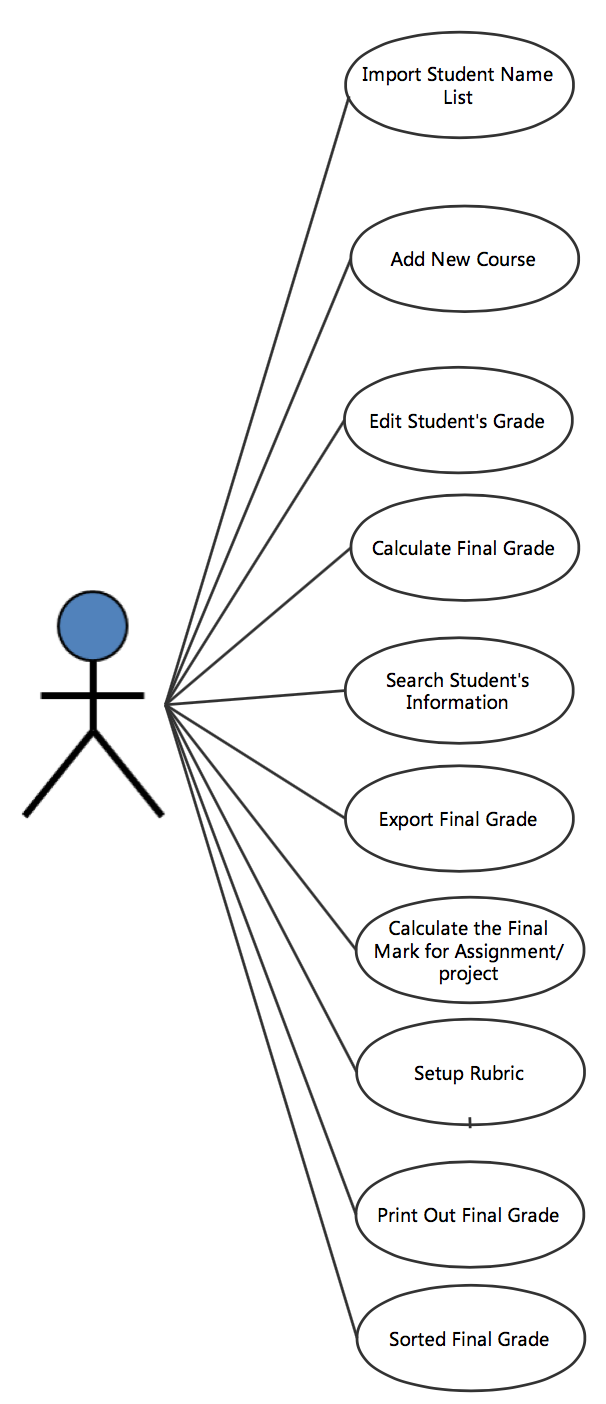 Import Student Name
List
Add New Course
Edit Student's Grade
Calculate Final Grade
Search Student's
Information
Export Final Grade
Calculate the Final
Mark for Assignment/
project
Setup Rubric
Print Out Final Grade
Sorted Final Grade